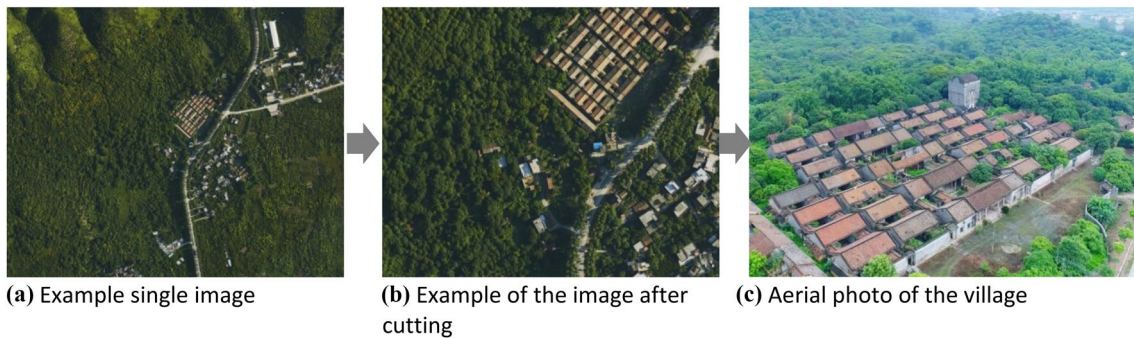 (a) Example single image
(b) Example of the image after
cutting
(c) Aerial photo of the village